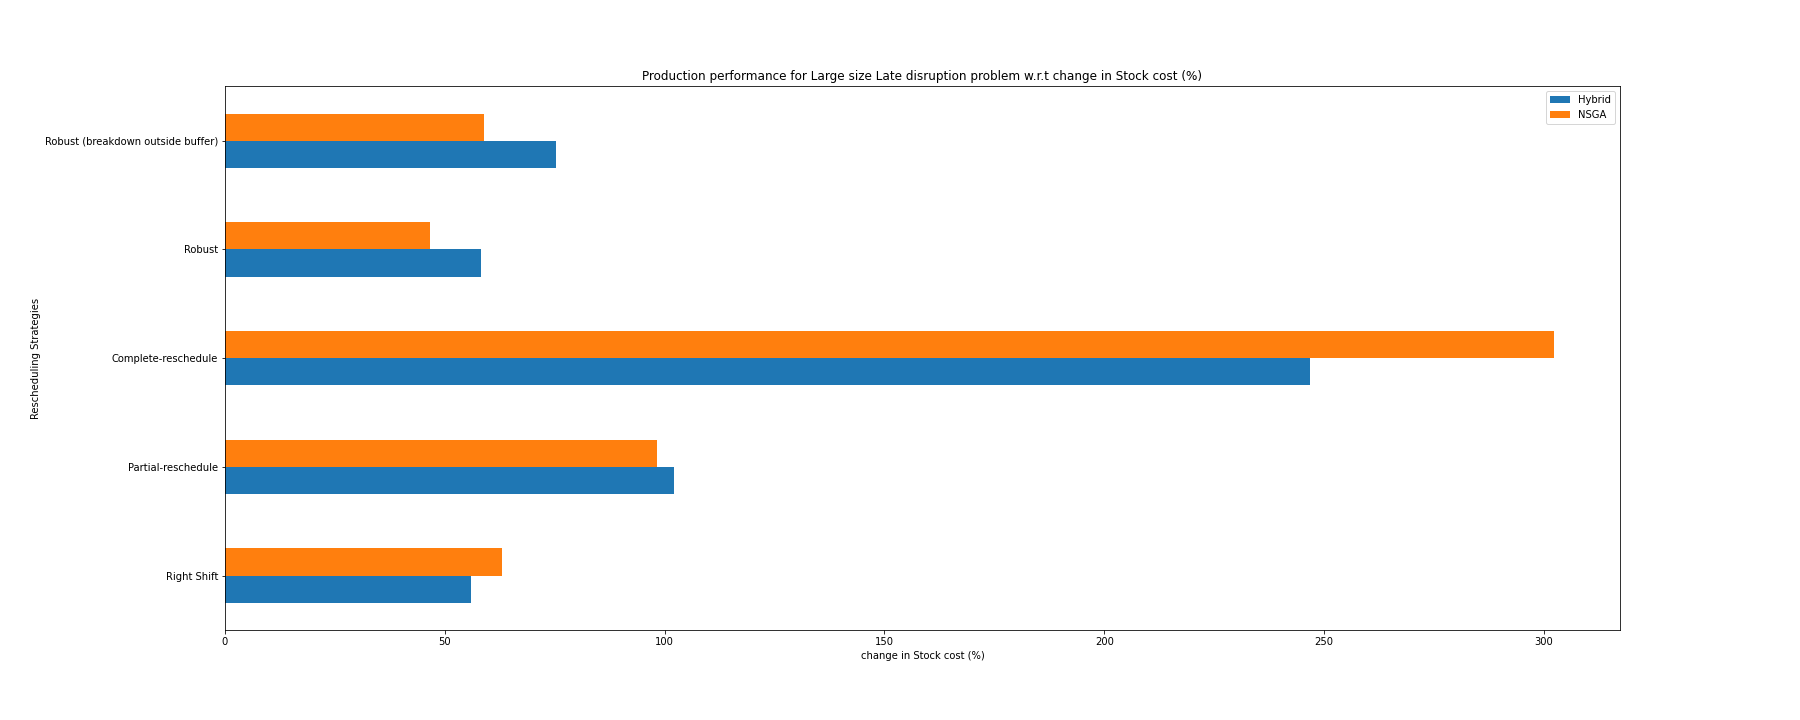 Production performance for Large size Late disruption problem w.r.t change in Stock cost (%)
Hybrid
NSGA
Robust (breakdown outside buffer)
Robust
Complete-reschedule
Partial-reschedule
Right Shift
Rescheduling Strategies
0 50 100 150 200 250 300
change in Stock cost (%)